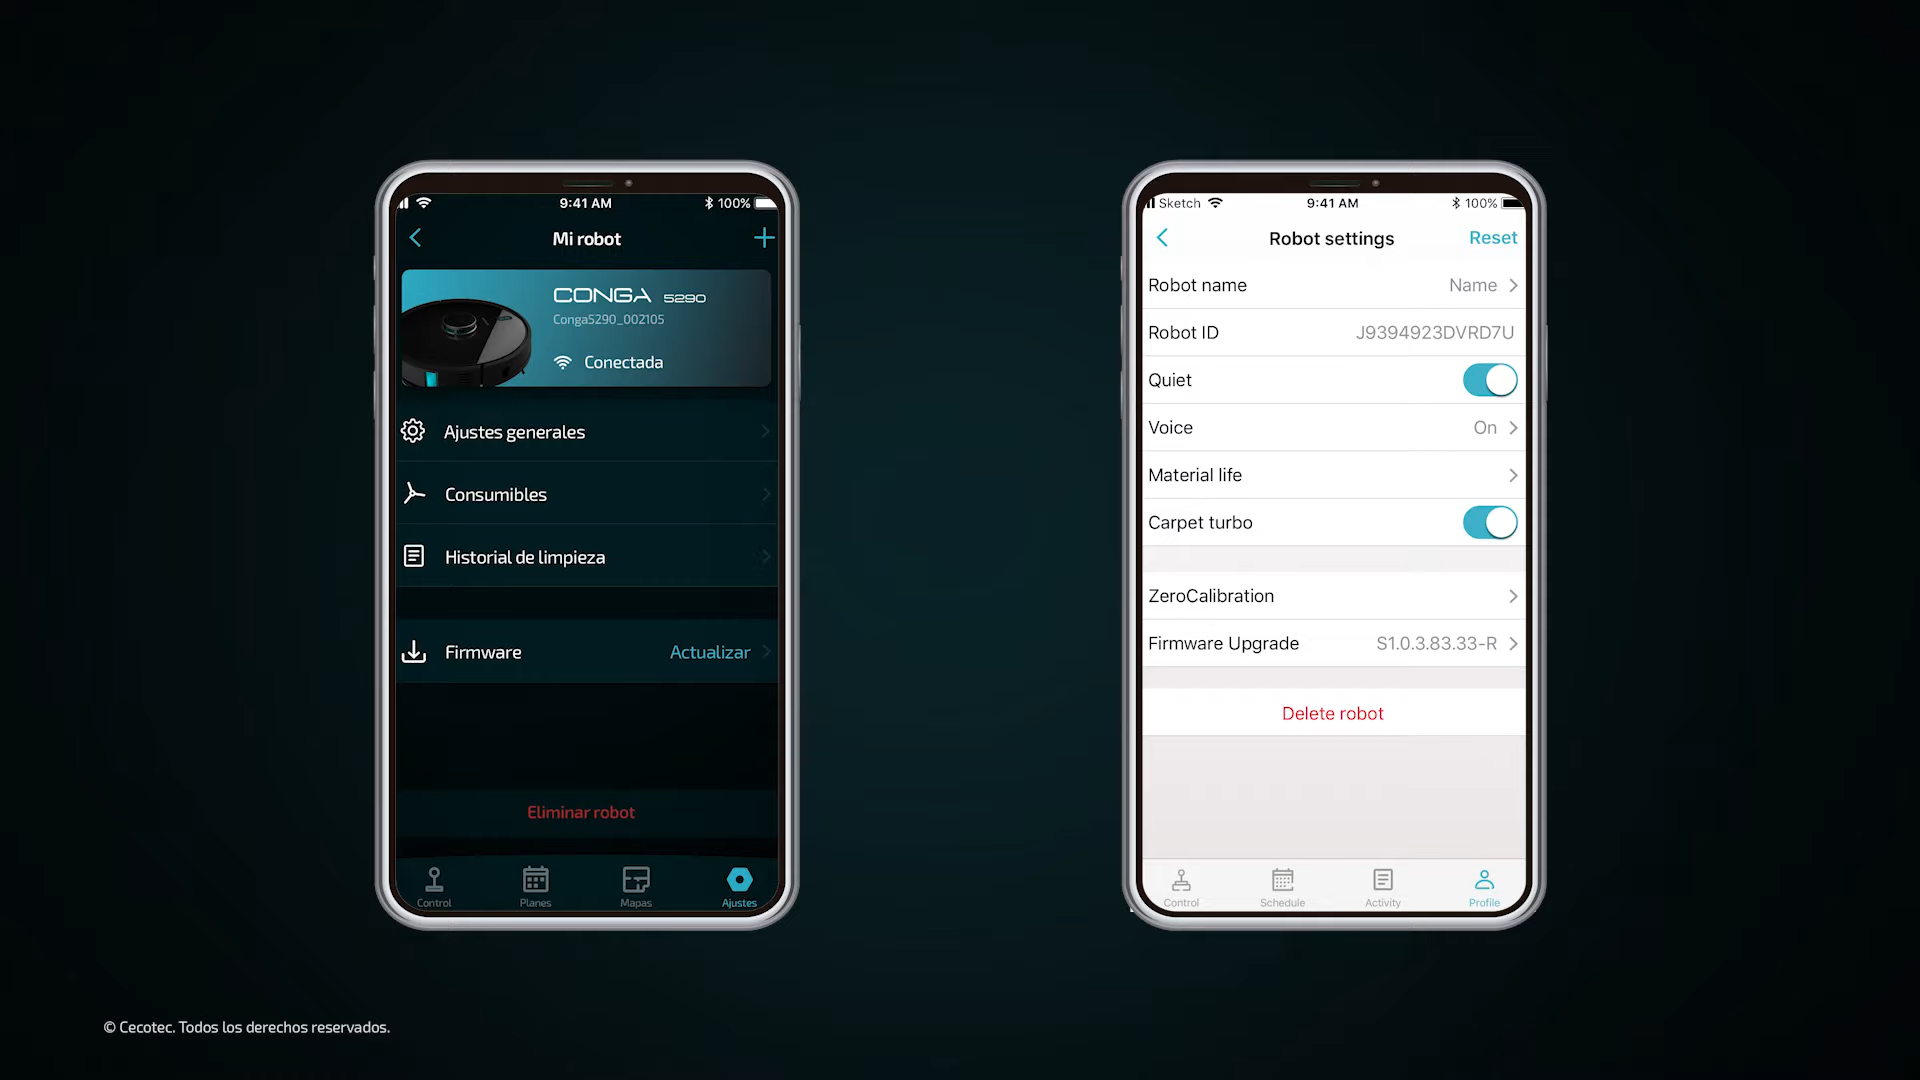 9:41 AM
100%
Mi robot
CONGA 5290
Conga5290_002105
Conectada
Ajustes generales
Consumibles
Historial de limpieza
Firmware Actualizar
Eliminar robot
Control Planes Mapas Ajustes
Sketch 9:41 AM 100%
Robot settings Reset
Robot name Name
Robot ID J9394923DVRD7U
Quiet
Voice On
Material life
Carpet turbo
ZeroCalibration
Firmware Upgrade S1.0.3.83.33-R
Delete robot
Control Schedule Activity Profile
© Cecotec. Todos los derechos reservados.